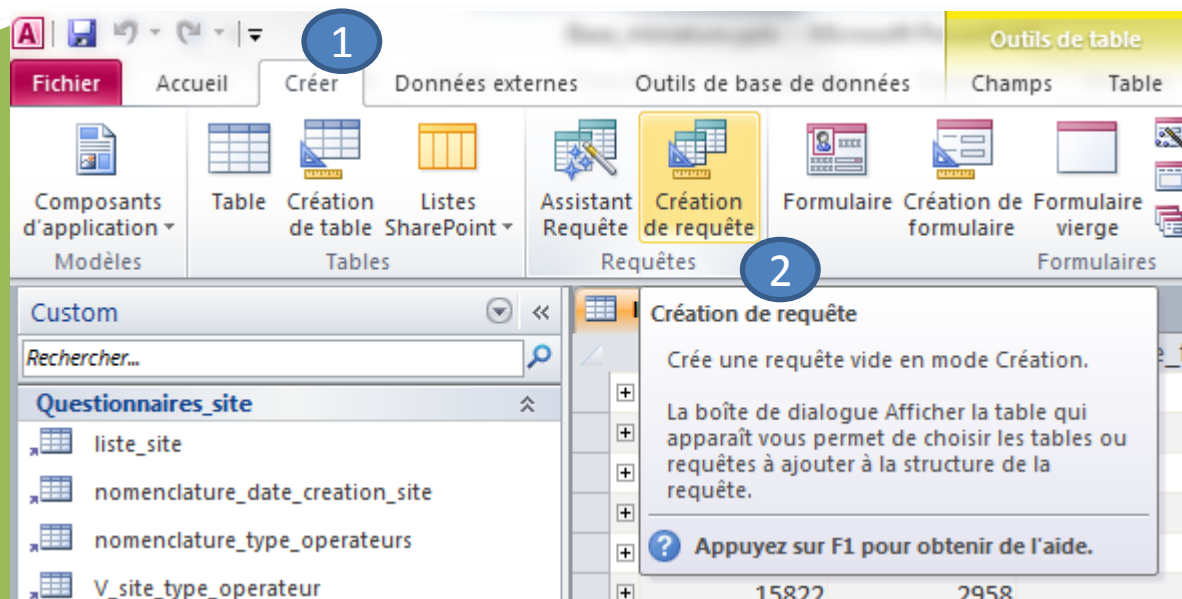 1
Outils de table
Fichier Accueil Créer Données externes Outils de base de données Champs Table
Composants d'application
Table
Création de table
Listes SharePoint
Assistant Requête
Création de requête
Formulaire
Création de formulaire
Formulaire vierge
Modèles Tables Requêtes Formulaires
2
Custom
Rechercher...
Questionnaires_site
liste_site
nomenclature_date_creation_site
nomenclature_type_operateurs
V_site_type_operateur
Création de requête
Crée une requête vide en mode Création.
La boîte de dialogue Afficher la table qui
apparaît vous permet de choisir les tables ou
requêtes à ajouter à la structure de la
requête.
Appuyez sur F1 pour obtenir de l'aide.
15822 2958